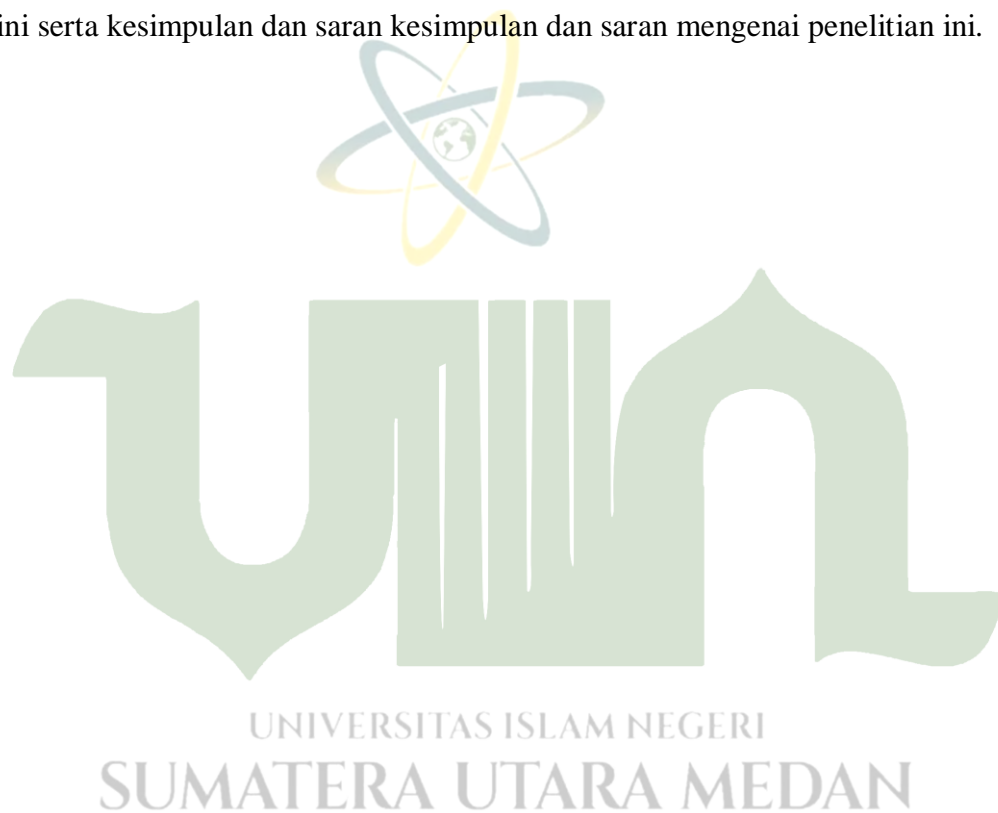 ini serta kesimpulan dan saran kesimpulan dan saran mengenai penelitian ini.
UNIVERSITAS ISLAM NEGERI
SUMATERA UTARA MEDAN